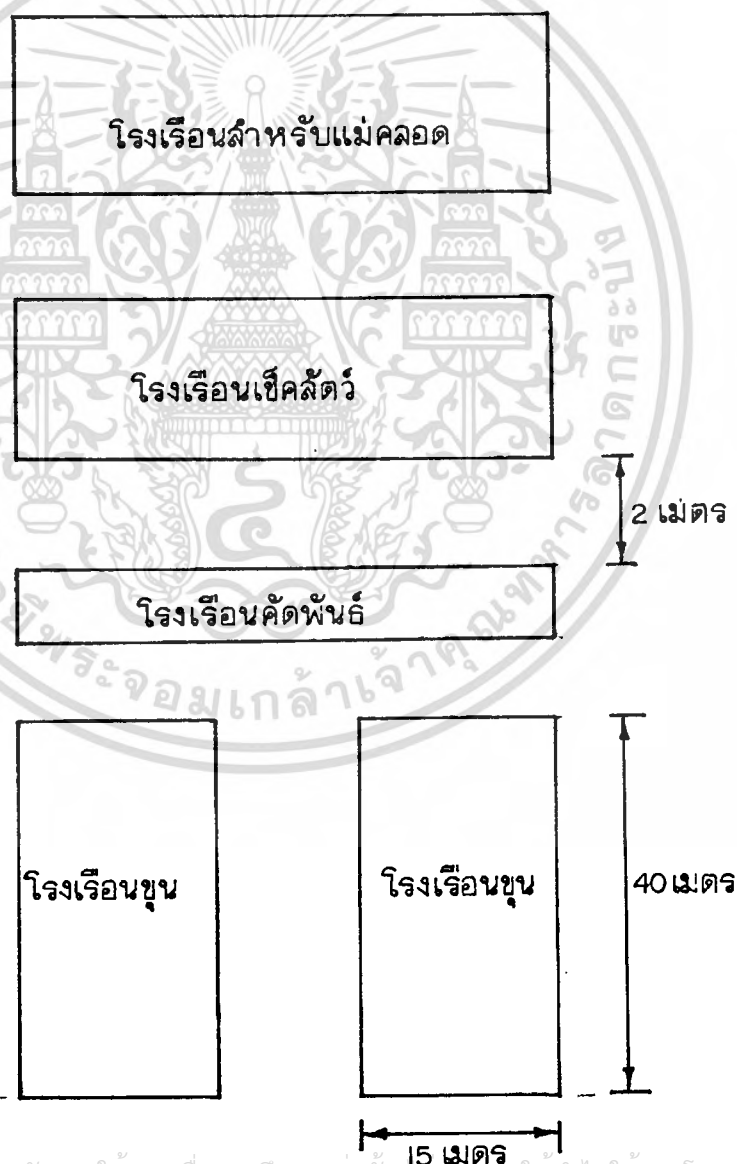 โรงเรือนสำหรับแม่คลอด
โรงเรือนเช็คสัตว์
2 เมตร
โรงเรือนคัดพันธ์
โรงเรือนขุน
โรงเรือนขุน
40 เมตร
15 เมตร